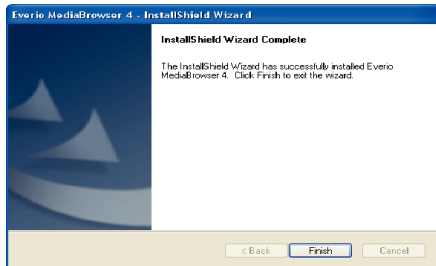 Everio MediaBrowser 4 - InstallShield Wizard
InstallShield Wizard Complete
The InstallShield Wizard has successfully installed Everio
MediaBrowser 4. Click Finish to exit the wizard.
< Back
Finish
Cancel